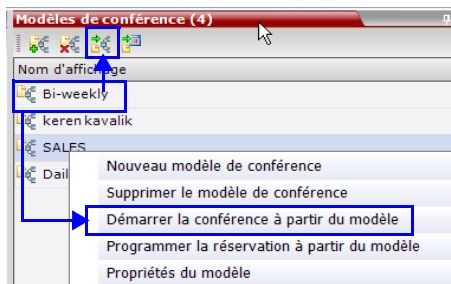 Modèles de conférence (4)
Nom d'affichage
Bi-weekly
keren kavalik
SALES
Dail
Nouveau modèle de conférence
Supprimer le modèle de conférence
Démarrer la conférence à partir du modèle
Programmer la réservation à partir du modèle
Propriétés du modèle